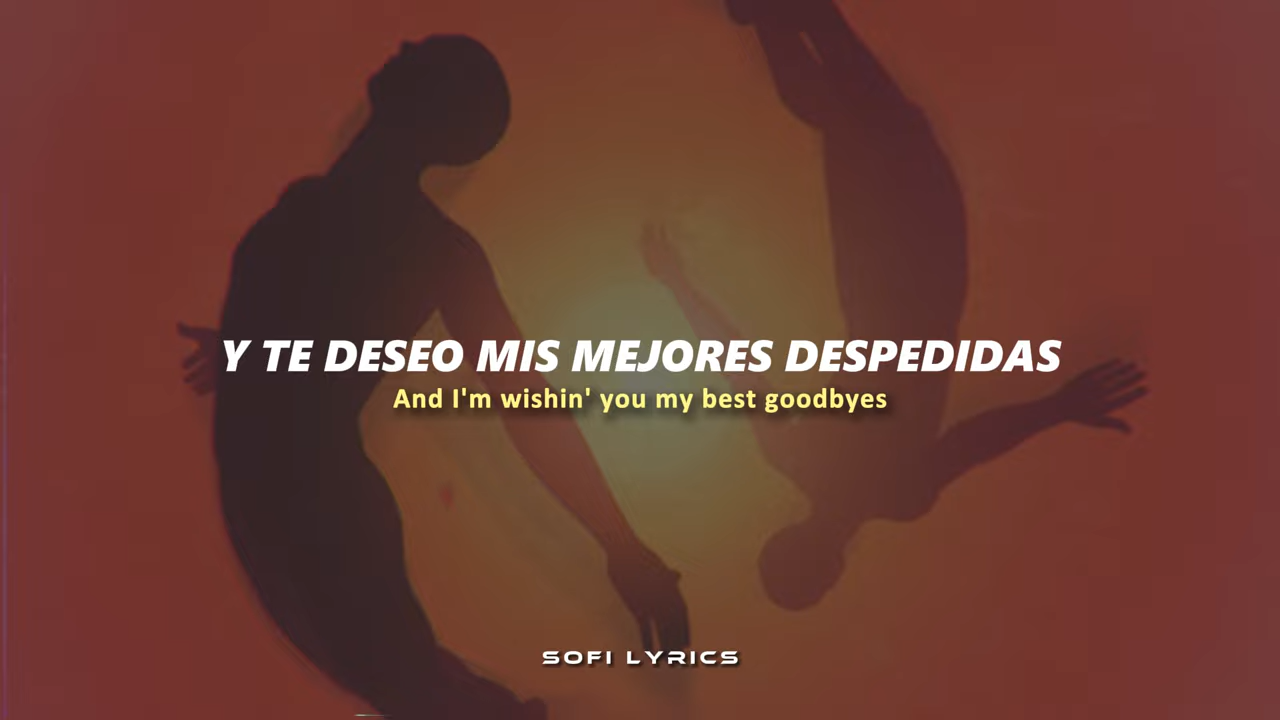 Y TE DESEO MIS MEJORES DESPEDIDAS
And I'm wishin' you my best goodbyes
SOFI LYRICS